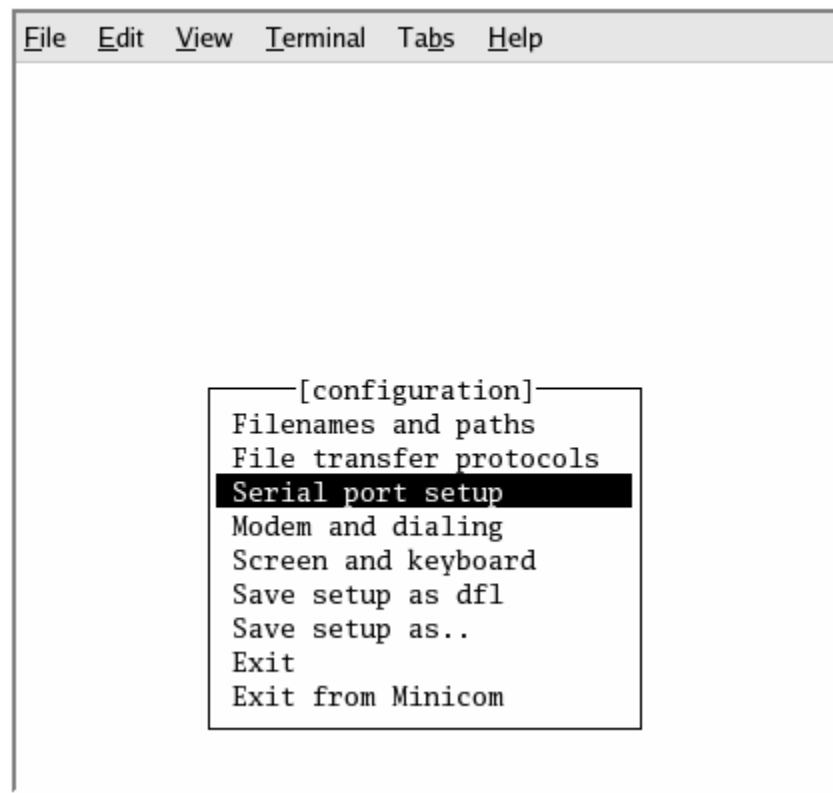 File Edit View Terminal Tabs Help
[configuration]
Filenames and paths
File transfer protocols
Serial port setup
Modem and dialing
Screen and keyboard
Save setup as dfl
Save setup as..
Exit
Exit from Minicom